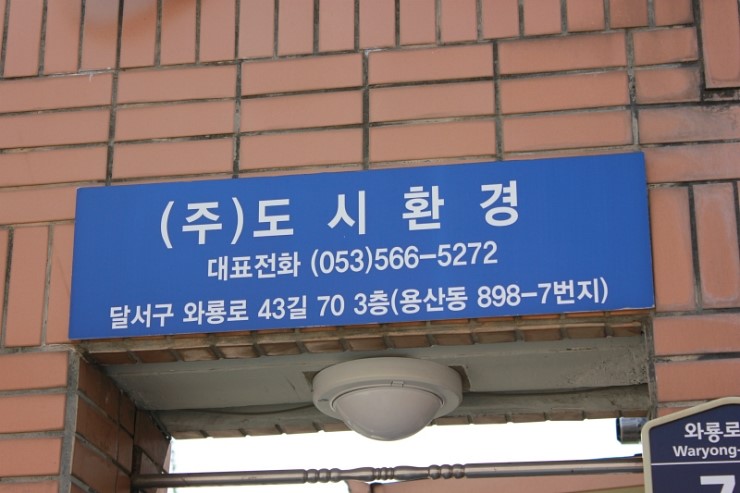 (주)도 시 환 경
대표전화 (053)566-5272
달서구 와룡로 43길 70 3층(용산동 898-7번지)
와룡로
Waryong-